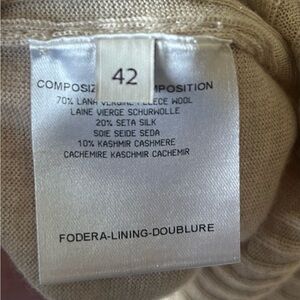 42
COMPOSIZ MPOSITION
70% LANA VERGINE FLEECE WOOL
LAINE VIERGE SCHURWOLLE
20% SETA SILK
SOIE SEIDE SEDA
10% KASHMIR CASHMERE
CACHEMIRE KASCHMIR CACHEMIR
FODERA-LINING-DOUBLURE